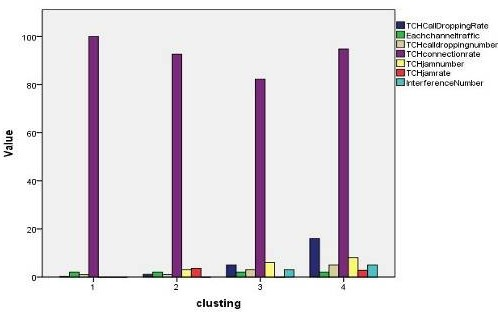 100
80
60
40
20
0
Value
1 2 3 4
clusting
TCHCallDroppingRate
Eachchanneltraffic
TCHcalldroppingnumber
TCHconnectionrate
TCHjamnumber
TCHjamrate
InterferenceNumber